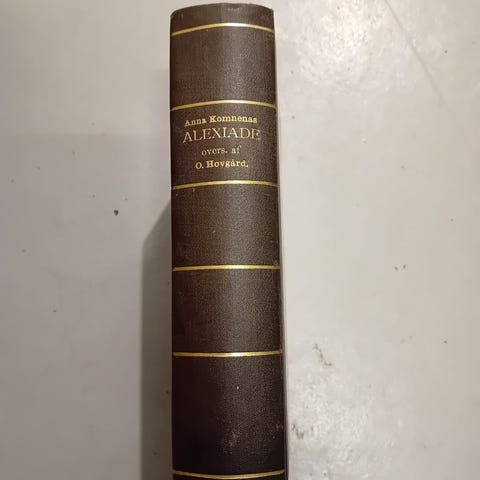 Anna Komnenas
ALEXIADE
overs. af
O. Hovgård.